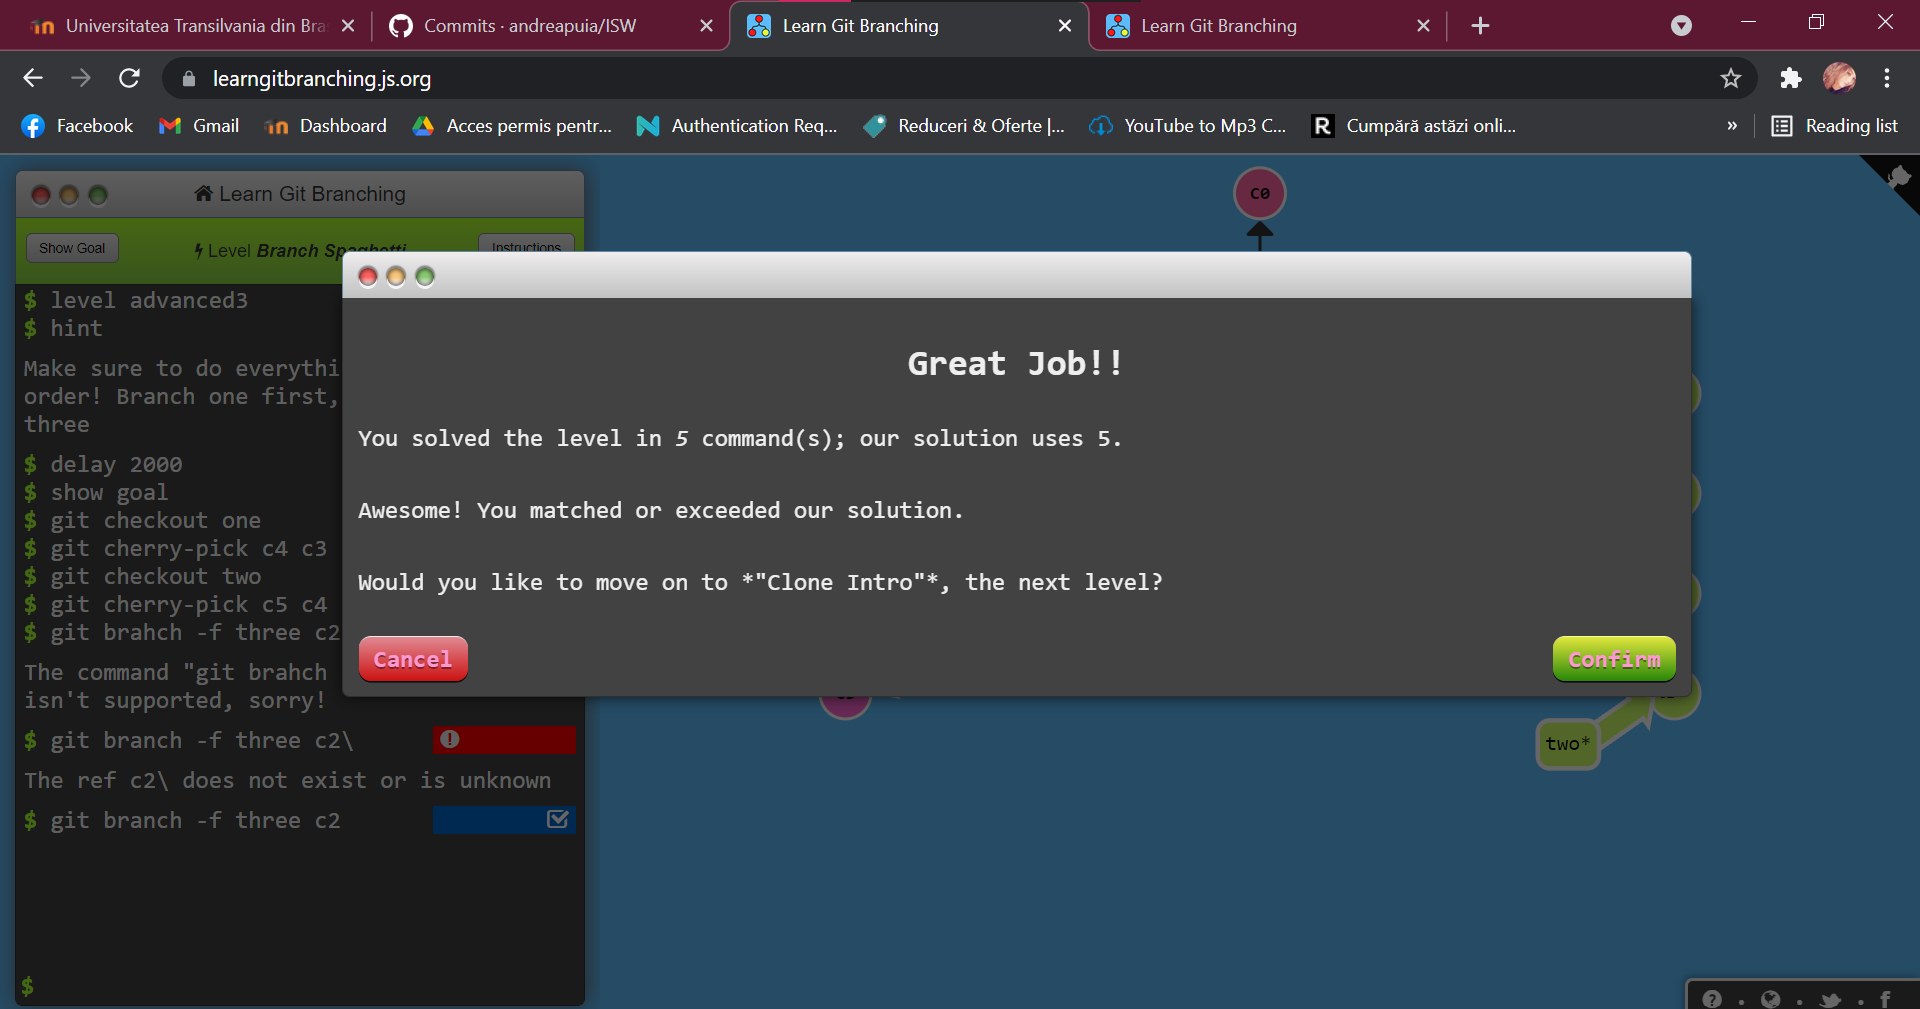 Universitatea Transilvania din Bra
Commits · andreapuia/ISW
Learn Git Branching
Learn Git Branching
learngitbranching.js.org
Facebook
Gmail
Dashboard
Acces permis pentr...
Authentication Req...
Reduceri & Oferte |...
YouTube to Mp3 C...
Cumpără astăzi onli...
»
Reading list
Learn Git Branching
Show Goal
Level Branch Spaghetti
Instructions
$ level advanced3
$ hint
Make sure to do everythi
order! Branch one first,
three
$ delay 2000
$ show goal
$ git checkout one
$ git cherry-pick c4 c3
$ git checkout two
$ git cherry-pick c5 c4
$ git brahch -f three c2
The command "git brahch
isn't supported, sorry!
$ git branch -f three c2\
The ref c2\ does not exist or is unknown
$ git branch -f three c2
$
C0
Great Job!!
You solved the level in 5 command(s); our solution uses 5.
Awesome! You matched or exceeded our solution.
Would you like to move on to *"Clone Intro"*, the next level?
Cancel
Confirm
two*